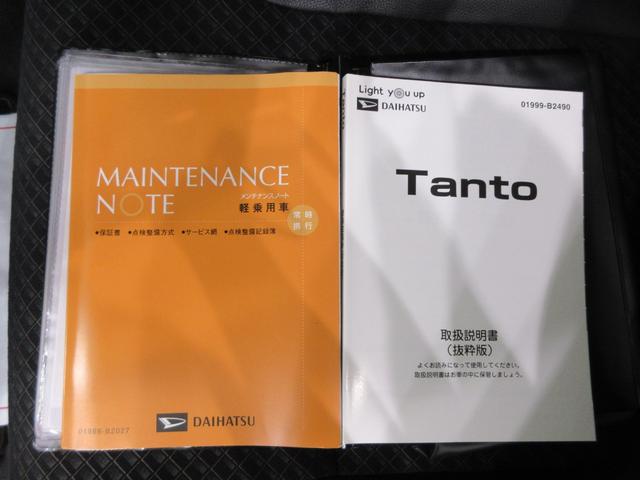 MAINTENANCE
NOTE
メンテナンスノート
軽乗用車
常時
携行
●保証書 ●点検整備方式 ●サービス網 ●点検整備記録簿
DAIHATSU
01999-B2027
Light you up
DAIHATSU
01999-B2490
Tanto
取扱説明書
(抜粋版)
よくお読みになって使用してください。
取扱説明書はお車の中に保管しましょう。